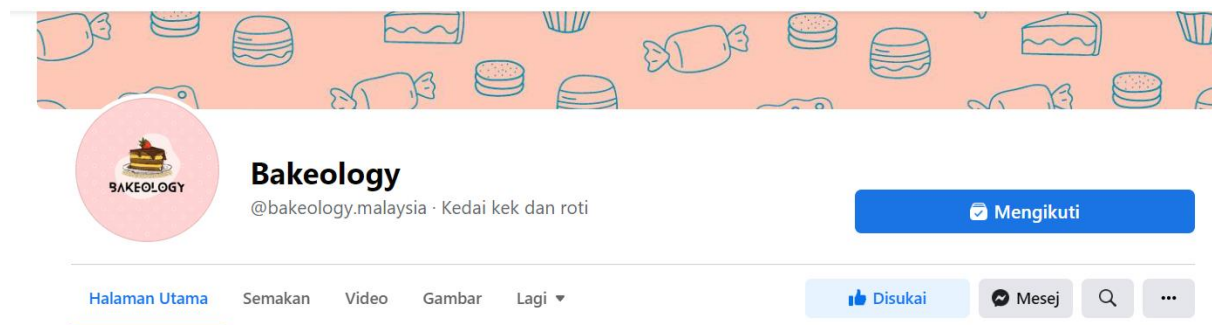 BAKEOLOGY
Bakeology
@bakeology.malaysia · Kedai kek dan roti
Mengikuti
Halaman Utama Semakan Video Gambar Lagi
Disukai Mesej